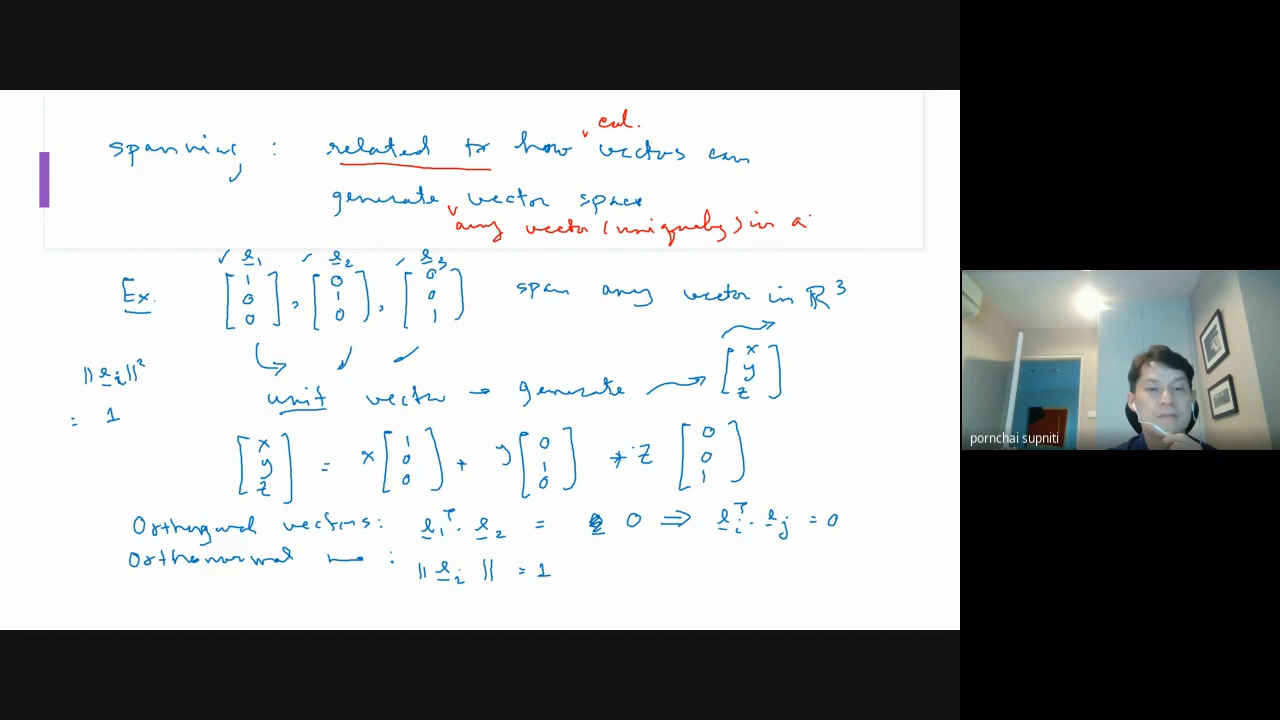 col.
spanning : related to how vectors can
generate vector space
any vector (uniquely) in a
e1 e2 e3
Ex. [1 0 0], [0 1 0], [0 0 1] span any vector in ℝ³
||ei||² = 1
unit vector → generate → [x y z]
[x y z] = x [1 0 0] + y [0 1 0] + z [0 0 1]
Orthogonal vectors: e1ᵀ · e2 = 0 ⇒ eiᵀ · ej = 0
Orthonormal — : ||ei|| = 1
pornchai supniti